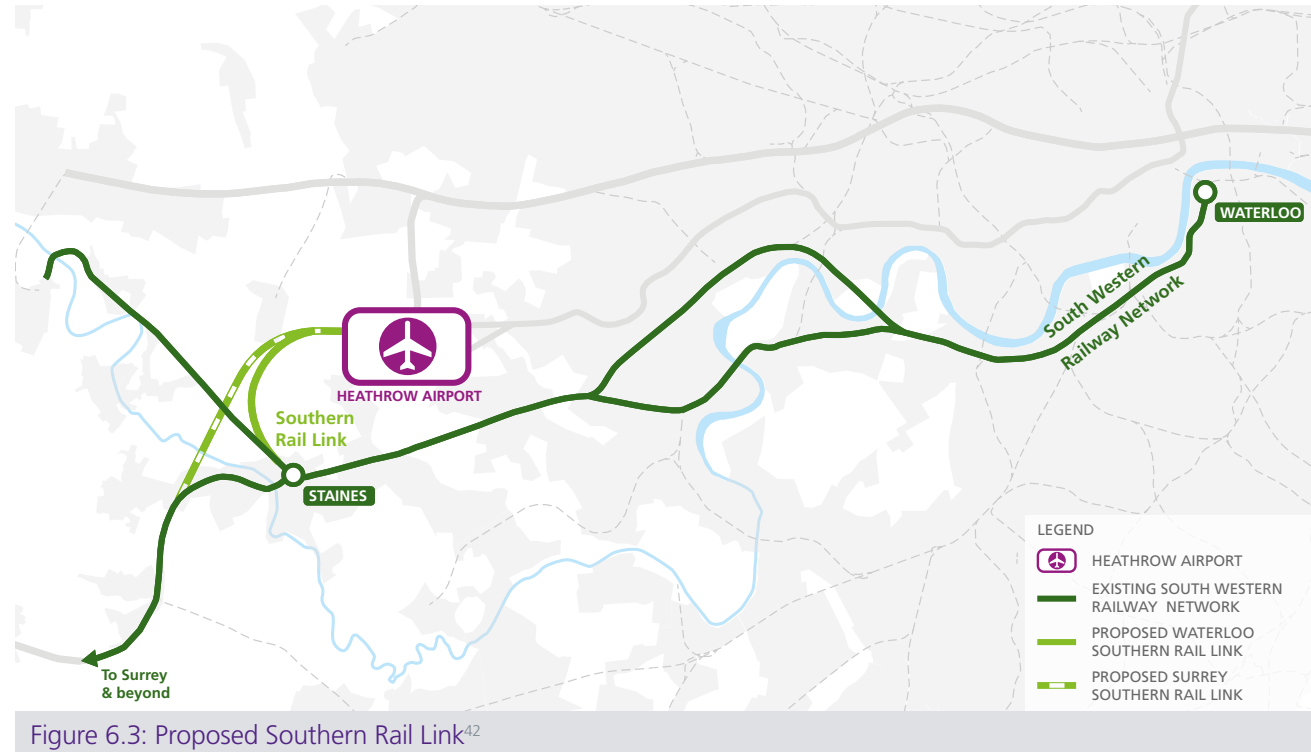 WATERLOO
South Western
Railway Network
HEATHROW AIRPORT
Southern
Rail Link
STAINES
To Surrey
& beyond
LEGEND
HEATHROW AIRPORT
EXISTING SOUTH WESTERN
RAILWAY NETWORK
PROPOSED WATERLOO
SOUTHERN RAIL LINK
PROPOSED SURREY
SOUTHERN RAIL LINK
Figure 6.3: Proposed Southern Rail Link⁴²